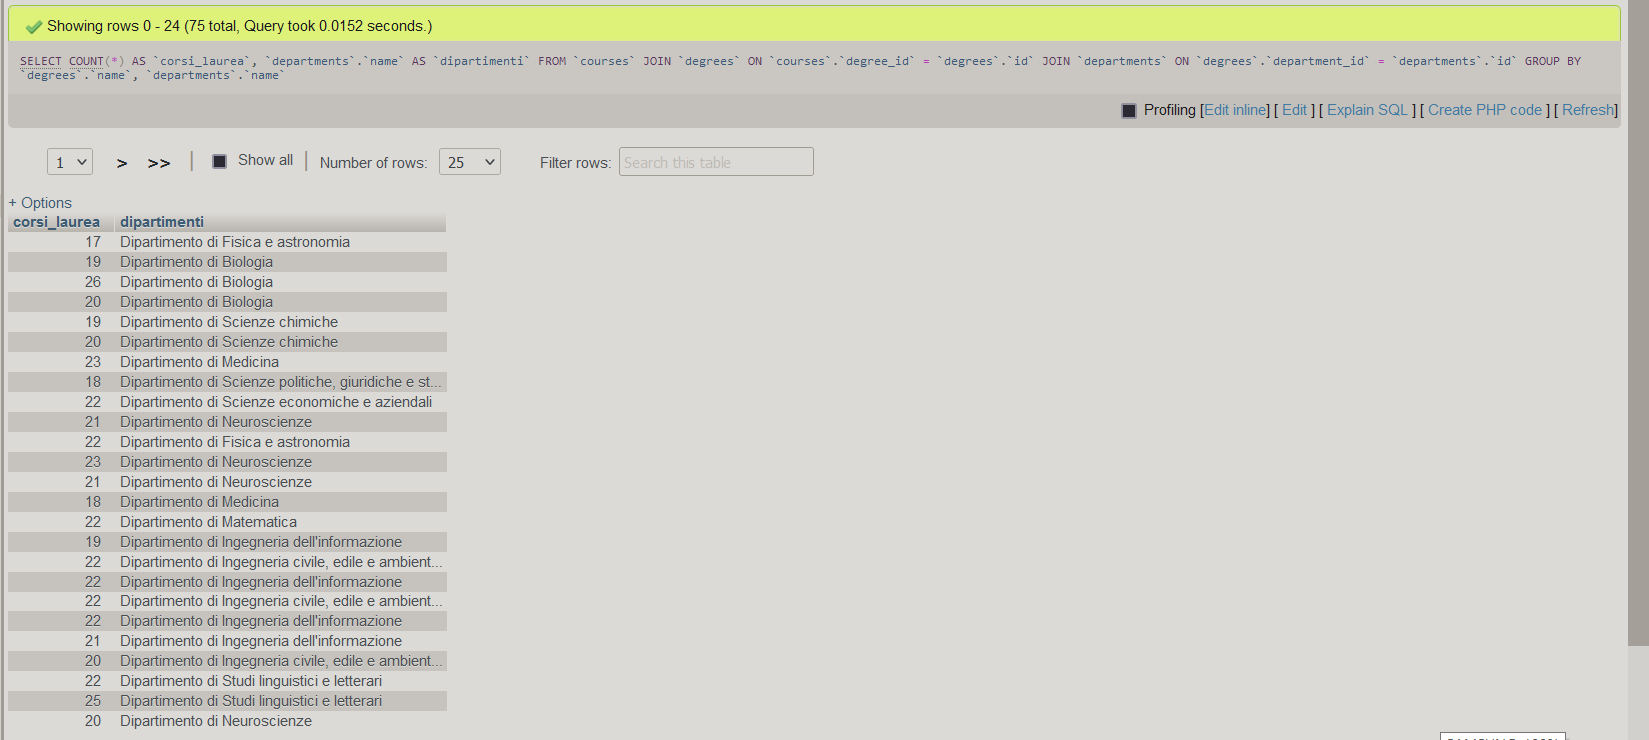 Showing rows 0 - 24 (75 total, Query took 0.0152 seconds.)
SELECT COUNT(*) AS `corsi_laurea`, `departments`.`name` AS `dipartimenti` FROM `courses` JOIN `degrees` ON `courses`.`degree_id` = `degrees`.`id` JOIN `departments` ON `degrees`.`department_id` = `departments`.`id` GROUP BY
`degrees`.`name`, `departments`.`name`
Profiling [Edit inline] [ Edit ] [ Explain SQL ] [ Create PHP code ] [ Refresh]
1 > >> | Show all | Number of rows: 25 Filter rows: Search this table
+ Options
corsi_laurea dipartimenti
17 Dipartimento di Fisica e astronomia
19 Dipartimento di Biologia
26 Dipartimento di Biologia
20 Dipartimento di Biologia
19 Dipartimento di Scienze chimiche
20 Dipartimento di Scienze chimiche
23 Dipartimento di Medicina
18 Dipartimento di Scienze politiche, giuridiche e st...
22 Dipartimento di Scienze economiche e aziendali
21 Dipartimento di Neuroscienze
22 Dipartimento di Fisica e astronomia
23 Dipartimento di Neuroscienze
21 Dipartimento di Neuroscienze
18 Dipartimento di Medicina
22 Dipartimento di Matematica
19 Dipartimento di Ingegneria dell'informazione
22 Dipartimento di Ingegneria civile, edile e ambient...
22 Dipartimento di Ingegneria dell'informazione
22 Dipartimento di Ingegneria civile, edile e ambient...
22 Dipartimento di Ingegneria dell'informazione
21 Dipartimento di Ingegneria dell'informazione
20 Dipartimento di Ingegneria civile, edile e ambient...
22 Dipartimento di Studi linguistici e letterari
25 Dipartimento di Studi linguistici e letterari
20 Dipartimento di Neuroscienze